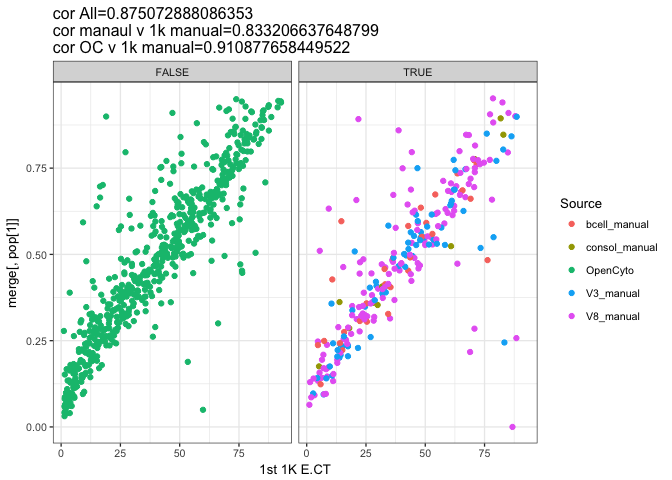 cor All=0.875072888086353
cor manaul v 1k manual=0.833206637648799
cor OC v 1k manual=0.910877658449522
FALSE
TRUE
merge[, pop[1]]
0.75
0.50
0.25
0.00
0
25
50
75
0
25
50
75
1st 1K E.CT
Source
bcell_manual
consol_manual
OpenCyto
V3_manual
V8_manual